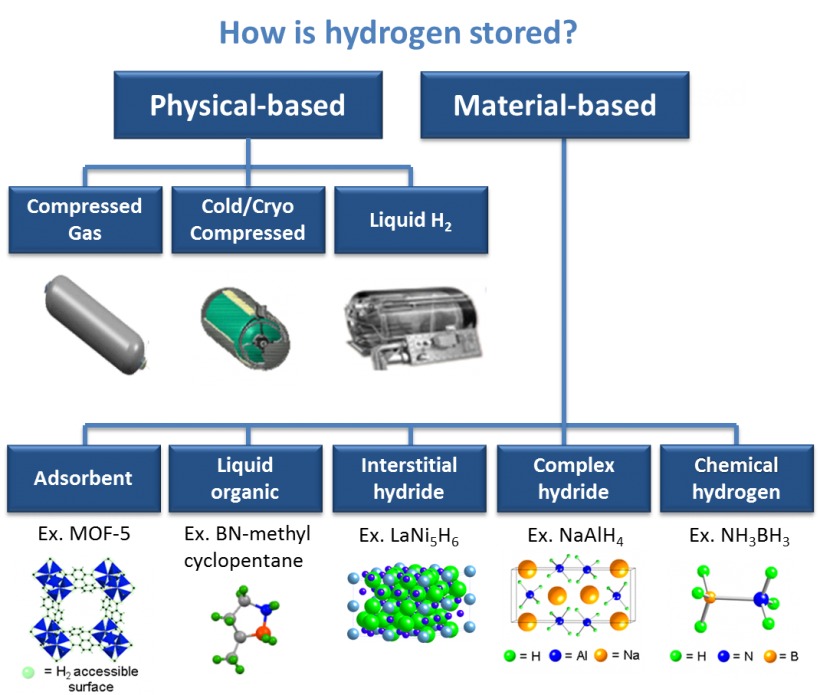 How is hydrogen stored?
Physical-based
Material-based
Compressed
Gas
Cold/Cryo
Compressed
Liquid H₂
Adsorbent
Liquid
organic
Interstitial
hydride
Complex
hydride
Chemical
hydrogen
Ex. MOF-5
Ex. BN-methyl
cyclopentane
Ex. LaNi₅H₆
Ex. NaAlH₄
Ex. NH₃BH₃
= H₂ accessible
surface
= H = Al = Na
= H = N = B